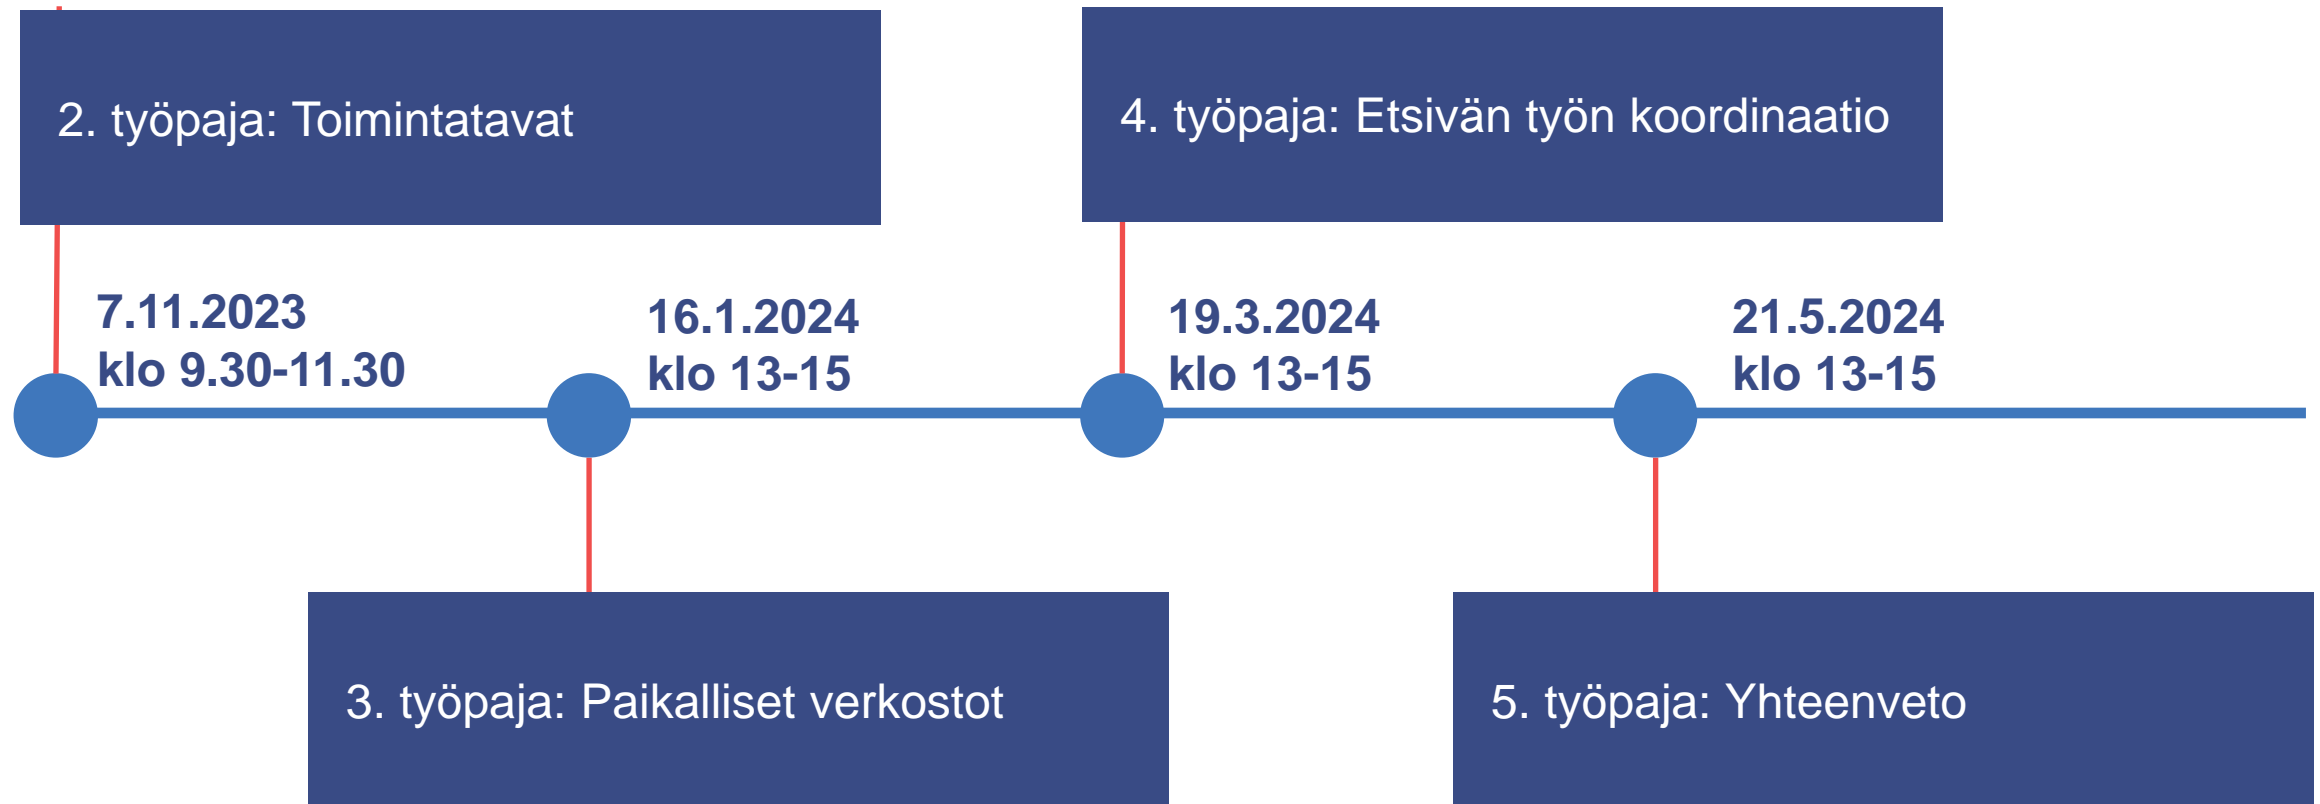 2. työpaja: Toimintatavat
4. työpaja: Etsivän työn koordinaatio
7.11.2023
klo 9.30-11.30
16.1.2024
klo 13-15
19.3.2024
klo 13-15
21.5.2024
klo 13-15
3. työpaja: Paikalliset verkostot
5. työpaja: Yhteenveto